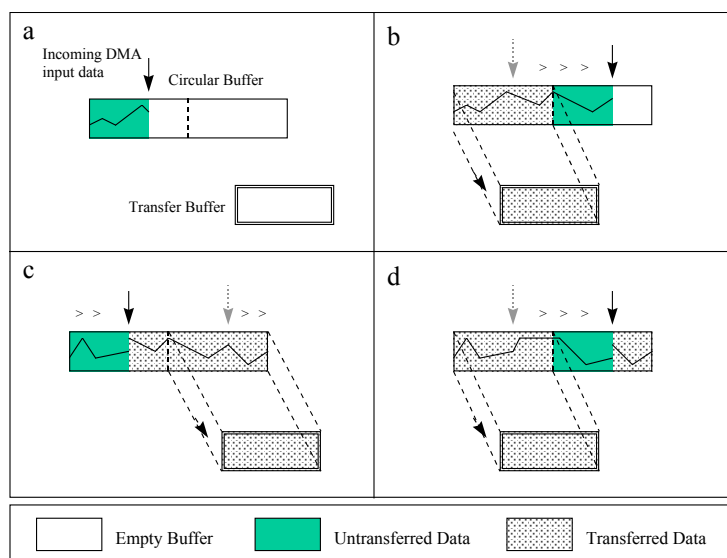 a
Incoming DMA
input data
Circular Buffer
Transfer Buffer
b
> > >
c
> >
> >
d
> > >
Empty Buffer
Untransferred Data
Transferred Data